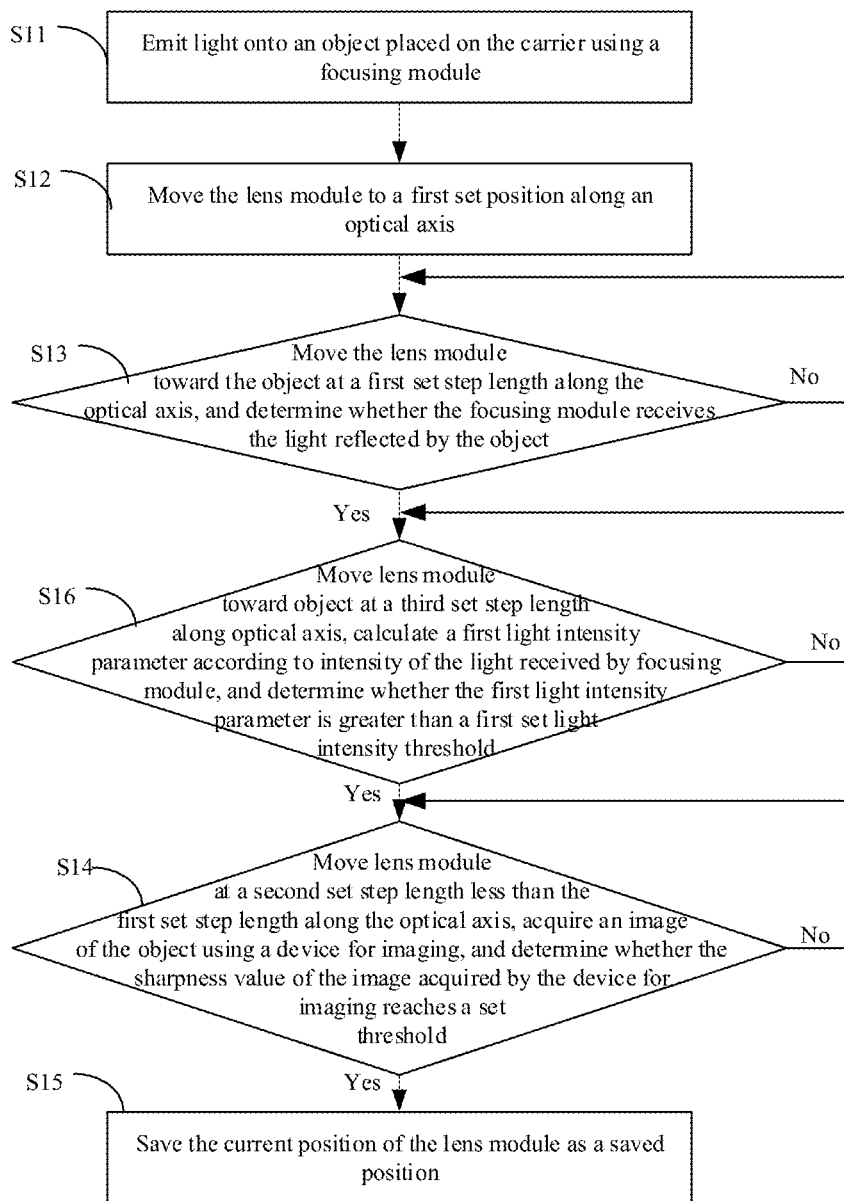 S11
Emit light onto an object placed on the carrier using a
focusing module
S12
Move the lens module to a first set position along an
optical axis
S13
Move the lens module
toward the object at a first set step length along the
optical axis, and determine whether the focusing module receives
the light reflected by the object
No
Yes
S16
Move lens module
toward object at a third set step length
along optical axis, calculate a first light intensity
parameter according to intensity of the light received by focusing
module, and determine whether the first light intensity
parameter is greater than a first set light
intensity threshold
No
Yes
S14
Move lens module
at a second set step length less than the
first set step length along the optical axis, acquire an image
of the object using a device for imaging, and determine whether the
sharpness value of the image acquired by the device for
imaging reaches a set
threshold
No
Yes
S15
Save the current position of the lens module as a saved
position